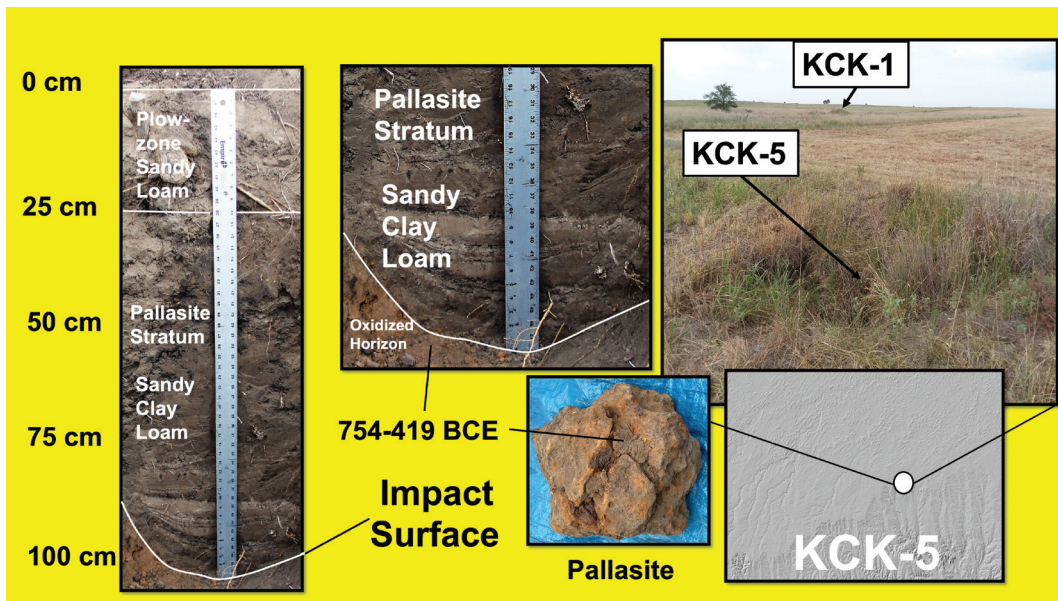 0 cm
Plow-
zone
Sandy
Loam
25 cm
50 cm
Pallasite
Stratum
Sandy
Clay
Loam
75 cm
100 cm
Pallasite
Stratum
Sandy
Clay
Loam
Oxidized
Horizon
754-419 BCE
Impact
Surface
KCK-1
KCK-5
Pallasite
KCK-5